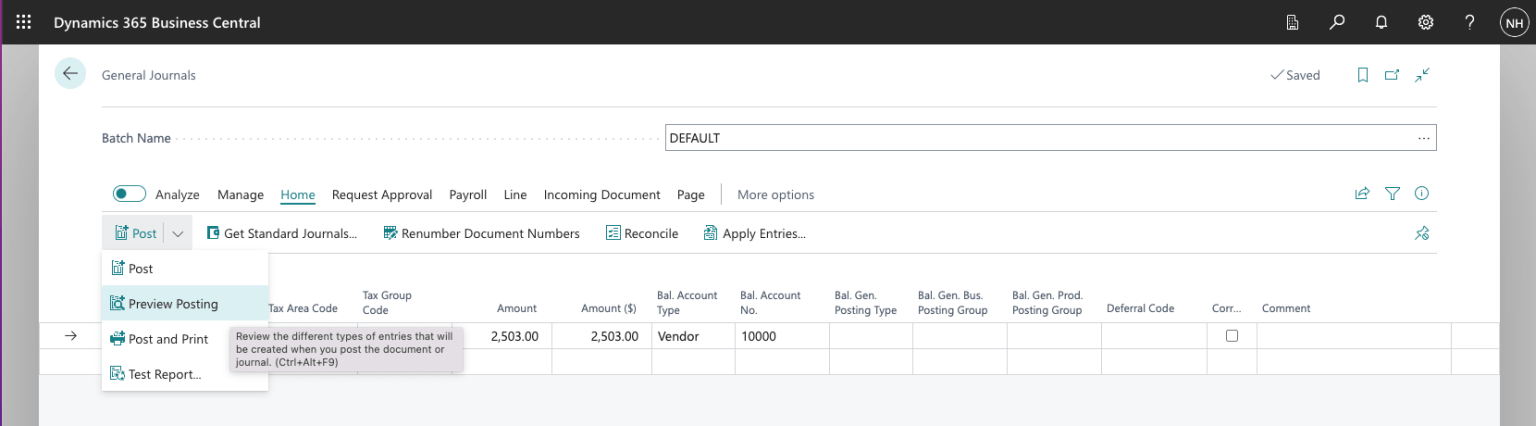 Dynamics 365 Business Central
?
NH
General Journals
Saved
Batch Name
DEFAULT
...
Analyze Manage Home Request Approval Payroll Line Incoming Document Page More options
Post Get Standard Journals... Renumber Document Numbers Reconcile Apply Entries...
Post
Preview Posting
Post and Print
Test Report...
Review the different types of entries that will
be created when you post the document or
journal. (Ctrl+Alt+F9)
Tax Area Code
Tax Group
Code
Amount
Amount ($)
Bal. Account
Type
Bal. Account
No.
Bal. Gen.
Posting Type
Bal. Gen. Bus.
Posting Group
Bal. Gen. Prod.
Posting Group
Deferral Code
Corr...
Comment
2,503.00 2,503.00 Vendor 10000